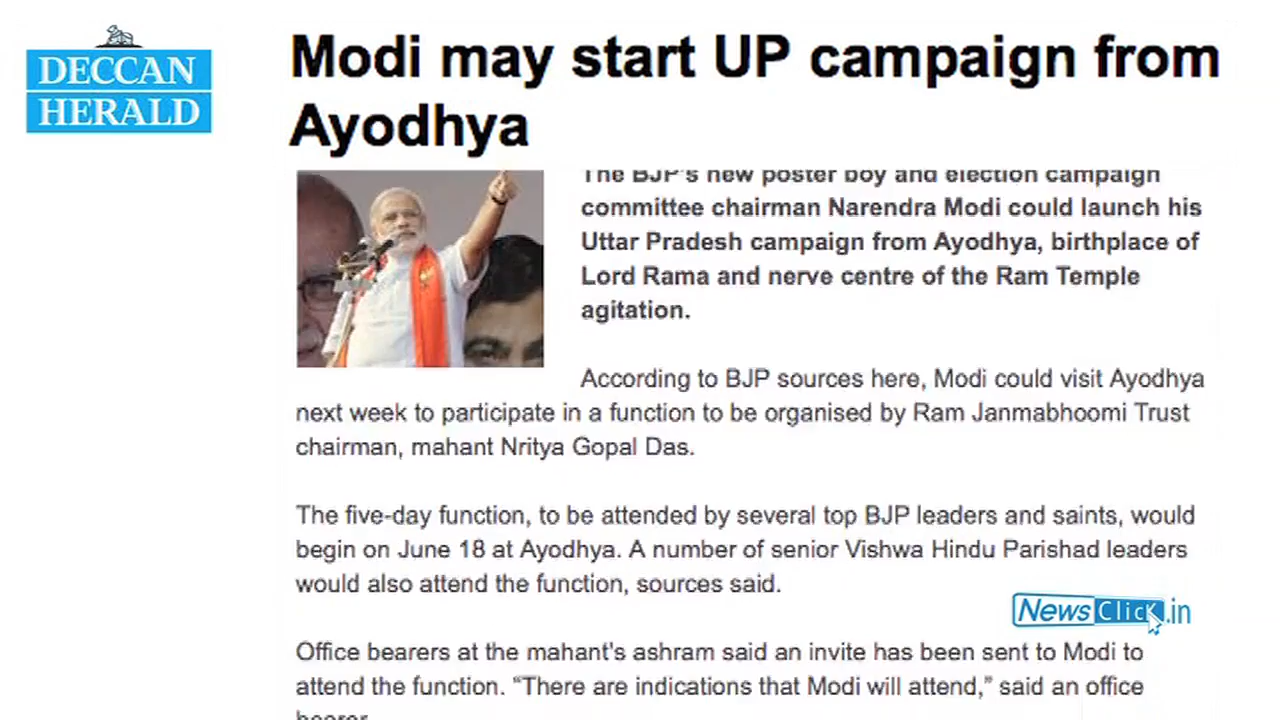 DECCAN
HERALD
Modi may start UP campaign from
Ayodhya
The BJP's new poster boy and election campaign
committee chairman Narendra Modi could launch his
Uttar Pradesh campaign from Ayodhya, birthplace of
Lord Rama and nerve centre of the Ram Temple
agitation.
According to BJP sources here, Modi could visit Ayodhya
next week to participate in a function to be organised by Ram Janmabhoomi Trust
chairman, mahant Nritya Gopal Das.
The five-day function, to be attended by several top BJP leaders and saints, would
begin on June 18 at Ayodhya. A number of senior Vishwa Hindu Parishad leaders
would also attend the function, sources said.
NewsClick.in
Office bearers at the mahant's ashram said an invite has been sent to Modi to
attend the function. “There are indications that Modi will attend,” said an office
bearer